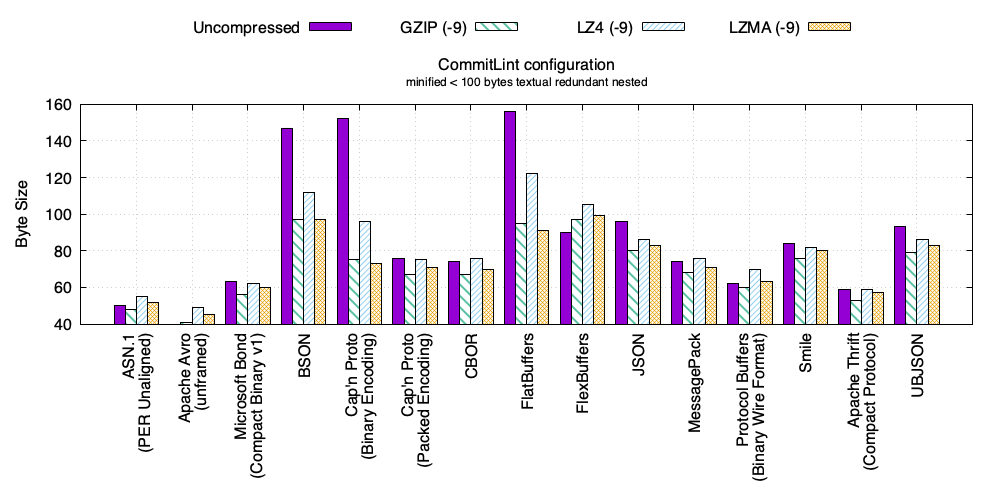 Uncompressed GZIP (-9) LZ4 (-9) LZMA (-9)
CommitLint configuration
minified < 100 bytes textual redundant nested
Byte Size
160
140
120
100
80
60
40
ASN.1
(PER Unaligned)
Apache Avro
(unframed)
Microsoft Bond
(Compact Binary v1)
BSON
Cap'n Proto
(Binary Encoding)
Cap'n Proto
(Packed Encoding)
CBOR
FlatBuffers
FlexBuffers
JSON
MessagePack
Protocol Buffers
(Binary Wire Format)
Smile
Apache Thrift
(Compact Protocol)
UBJSON